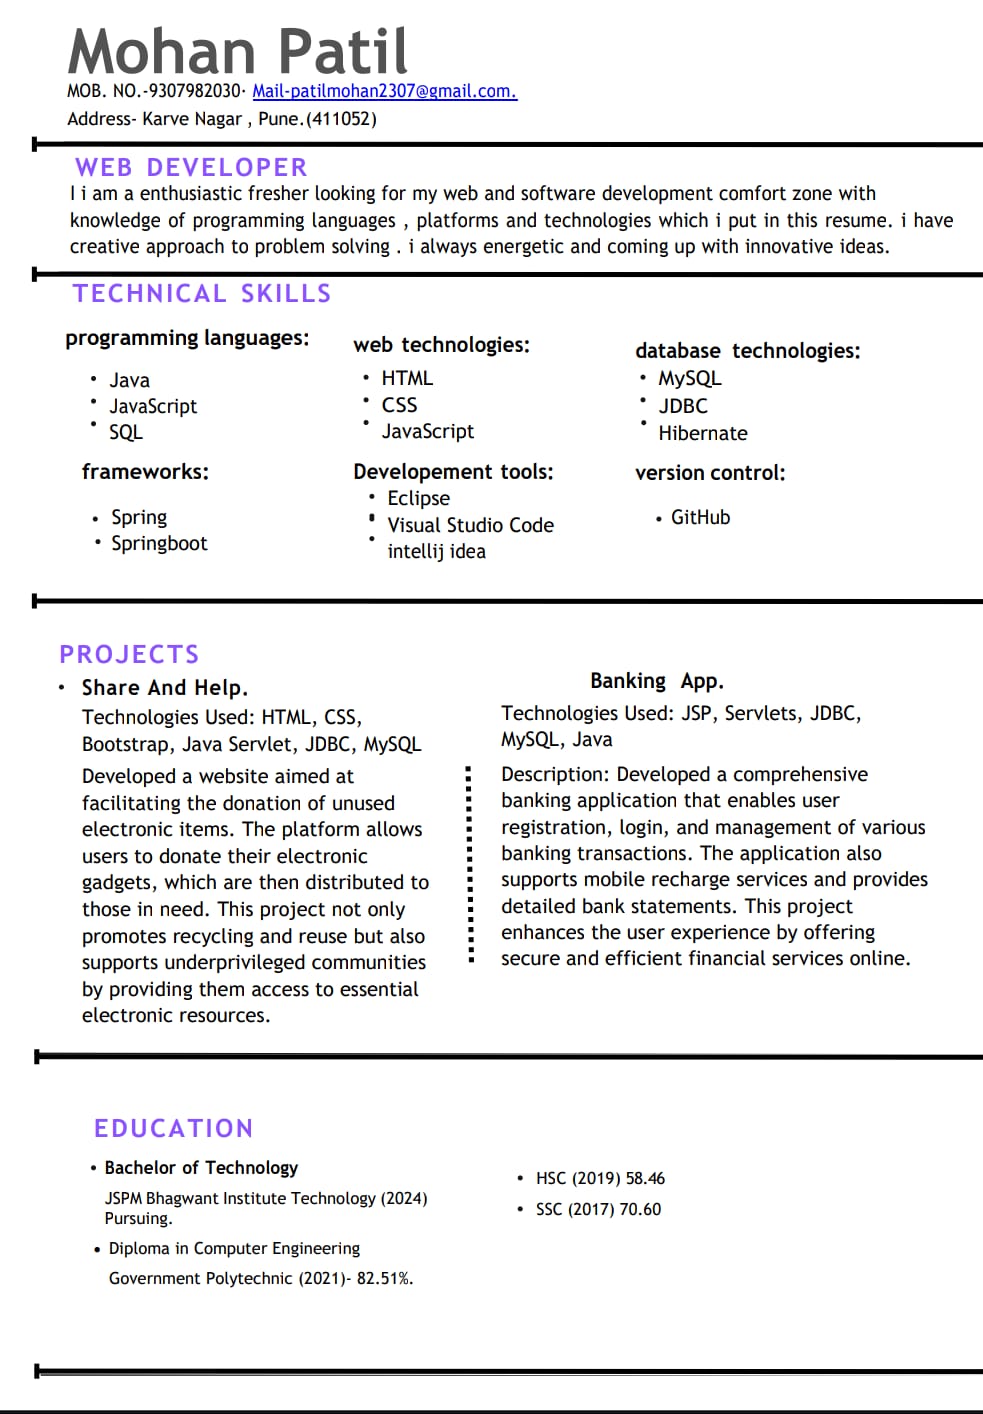 Mohan Patil
MOB. NO.-9307982030· Mail-patilmohan2307@gmail.com.
Address- Karve Nagar , Pune.(411052)
WEB DEVELOPER
I i am a enthusiastic fresher looking for my web and software development comfort zone with
knowledge of programming languages , platforms and technologies which i put in this resume. i have
creative approach to problem solving . i always energetic and coming up with innovative ideas.
TECHNICAL SKILLS
programming languages:
• Java
• JavaScript
• SQL
web technologies:
• HTML
• CSS
• JavaScript
database technologies:
• MySQL
• JDBC
• Hibernate
frameworks:
• Spring
• Springboot
Developement tools:
• Eclipse
• Visual Studio Code
• intellij idea
version control:
• GitHub
PROJECTS
• Share And Help.
Technologies Used: HTML, CSS,
Bootstrap, Java Servlet, JDBC, MySQL
Developed a website aimed at
facilitating the donation of unused
electronic items. The platform allows
users to donate their electronic
gadgets, which are then distributed to
those in need. This project not only
promotes recycling and reuse but also
supports underprivileged communities
by providing them access to essential
electronic resources.
Banking App.
Technologies Used: JSP, Servlets, JDBC,
MySQL, Java
Description: Developed a comprehensive
banking application that enables user
registration, login, and management of various
banking transactions. The application also
supports mobile recharge services and provides
detailed bank statements. This project
enhances the user experience by offering
secure and efficient financial services online.
EDUCATION
• Bachelor of Technology
JSPM Bhagwant Institute Technology (2024)
Pursuing.
• Diploma in Computer Engineering
Government Polytechnic (2021)- 82.51%.
• HSC (2019) 58.46
• SSC (2017) 70.60